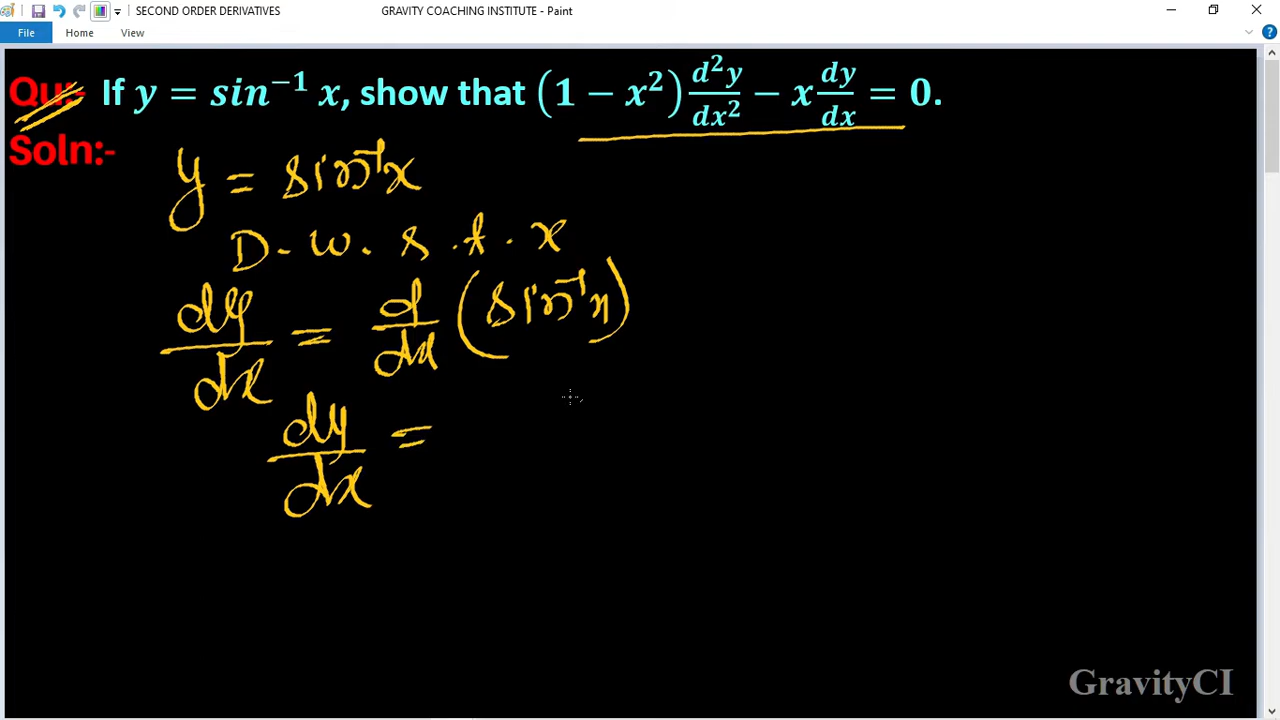 SECOND ORDER DERIVATIVES GRAVITY COACHING INSTITUTE - Paint
File Home View
Qu:- If y = sin⁻¹ x, show that (1 − x²) d²y/dx² − x dy/dx = 0.
Soln:-
y = sin⁻¹x
D. w. r. t. x
dy/dx = d/dx (sin⁻¹x)
dy/dx =
GravityCI